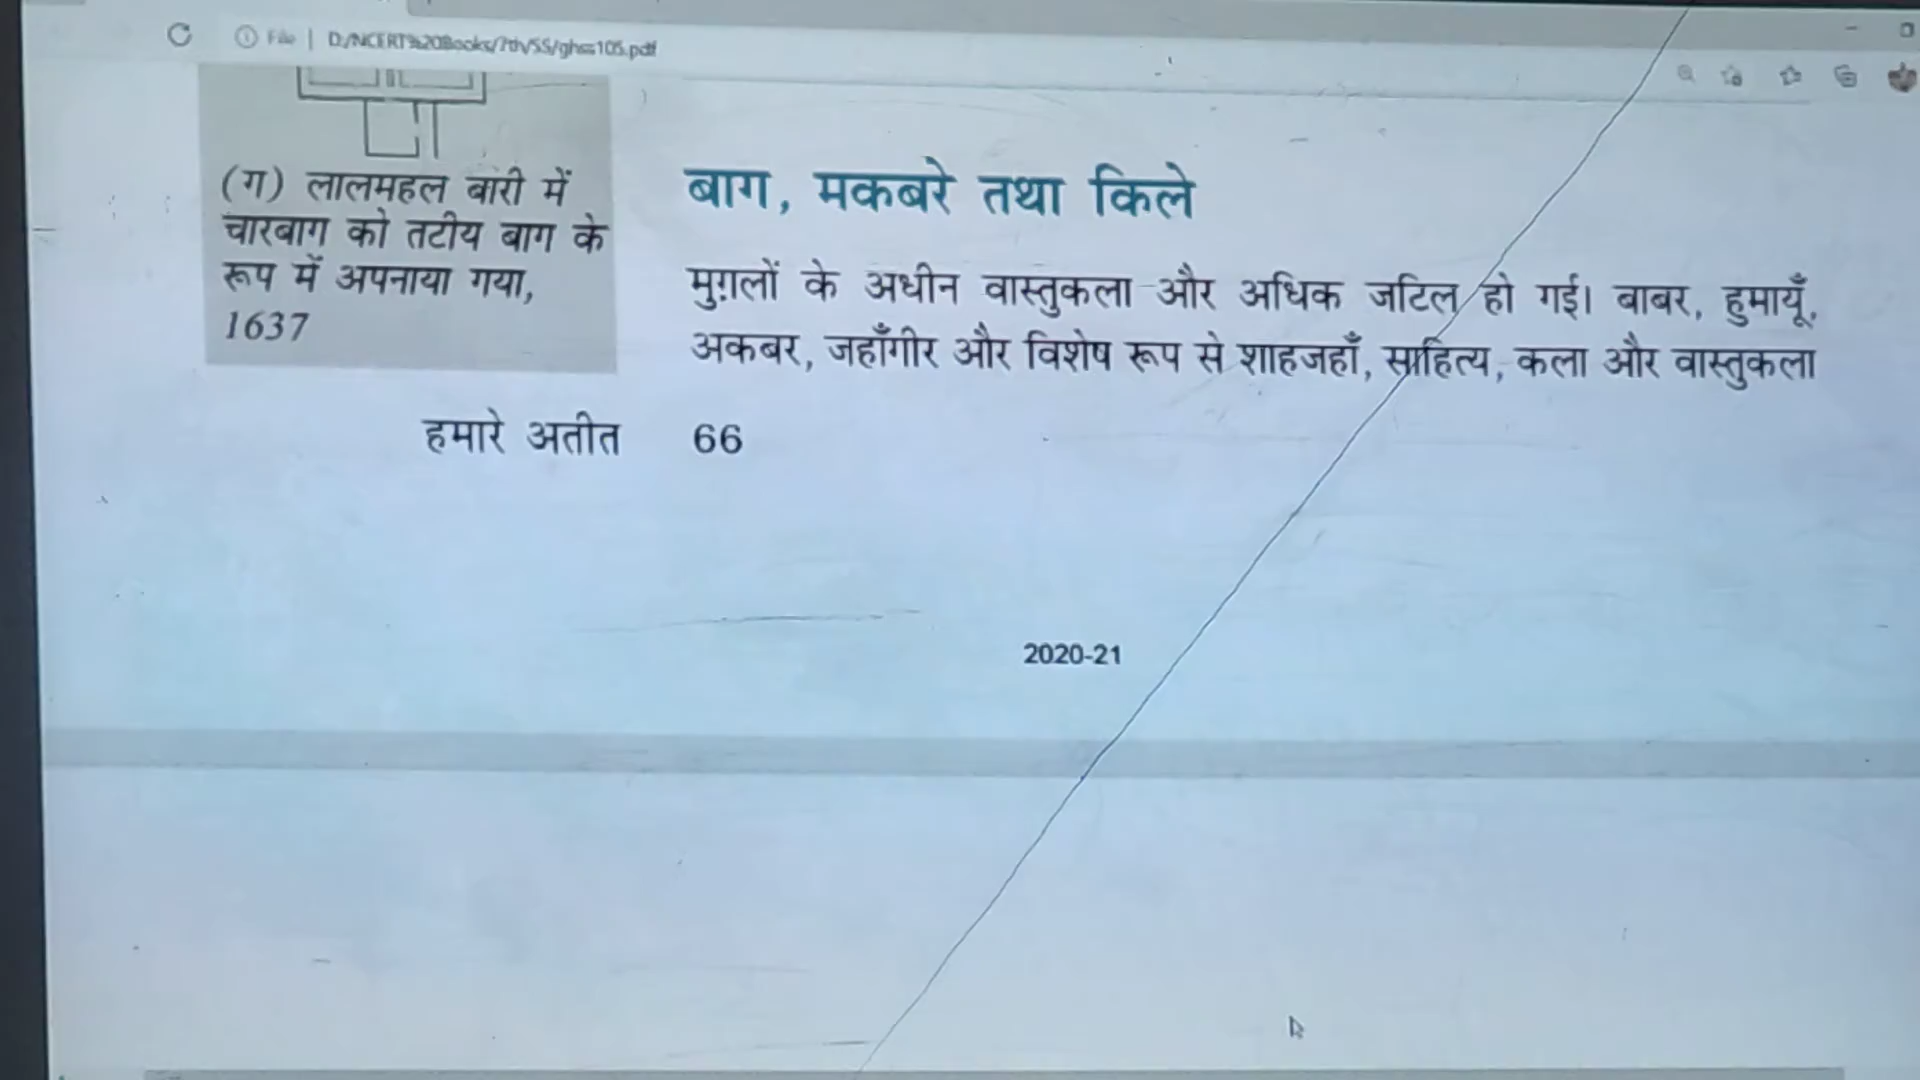 File | D:/NCERT%20Books/7th/SS/ghss105.pdf
(ग) लालमहल बारी में
चारबाग को तटीय बाग के
रूप में अपनाया गया,
1637
बाग, मकबरे तथा किले
मुग़लों के अधीन वास्तुकला और अधिक जटिल हो गई। बाबर, हुमायूँ,
अकबर, जहाँगीर और विशेष रूप से शाहजहाँ, साहित्य, कला और वास्तुकला
हमारे अतीत 66
2020-21